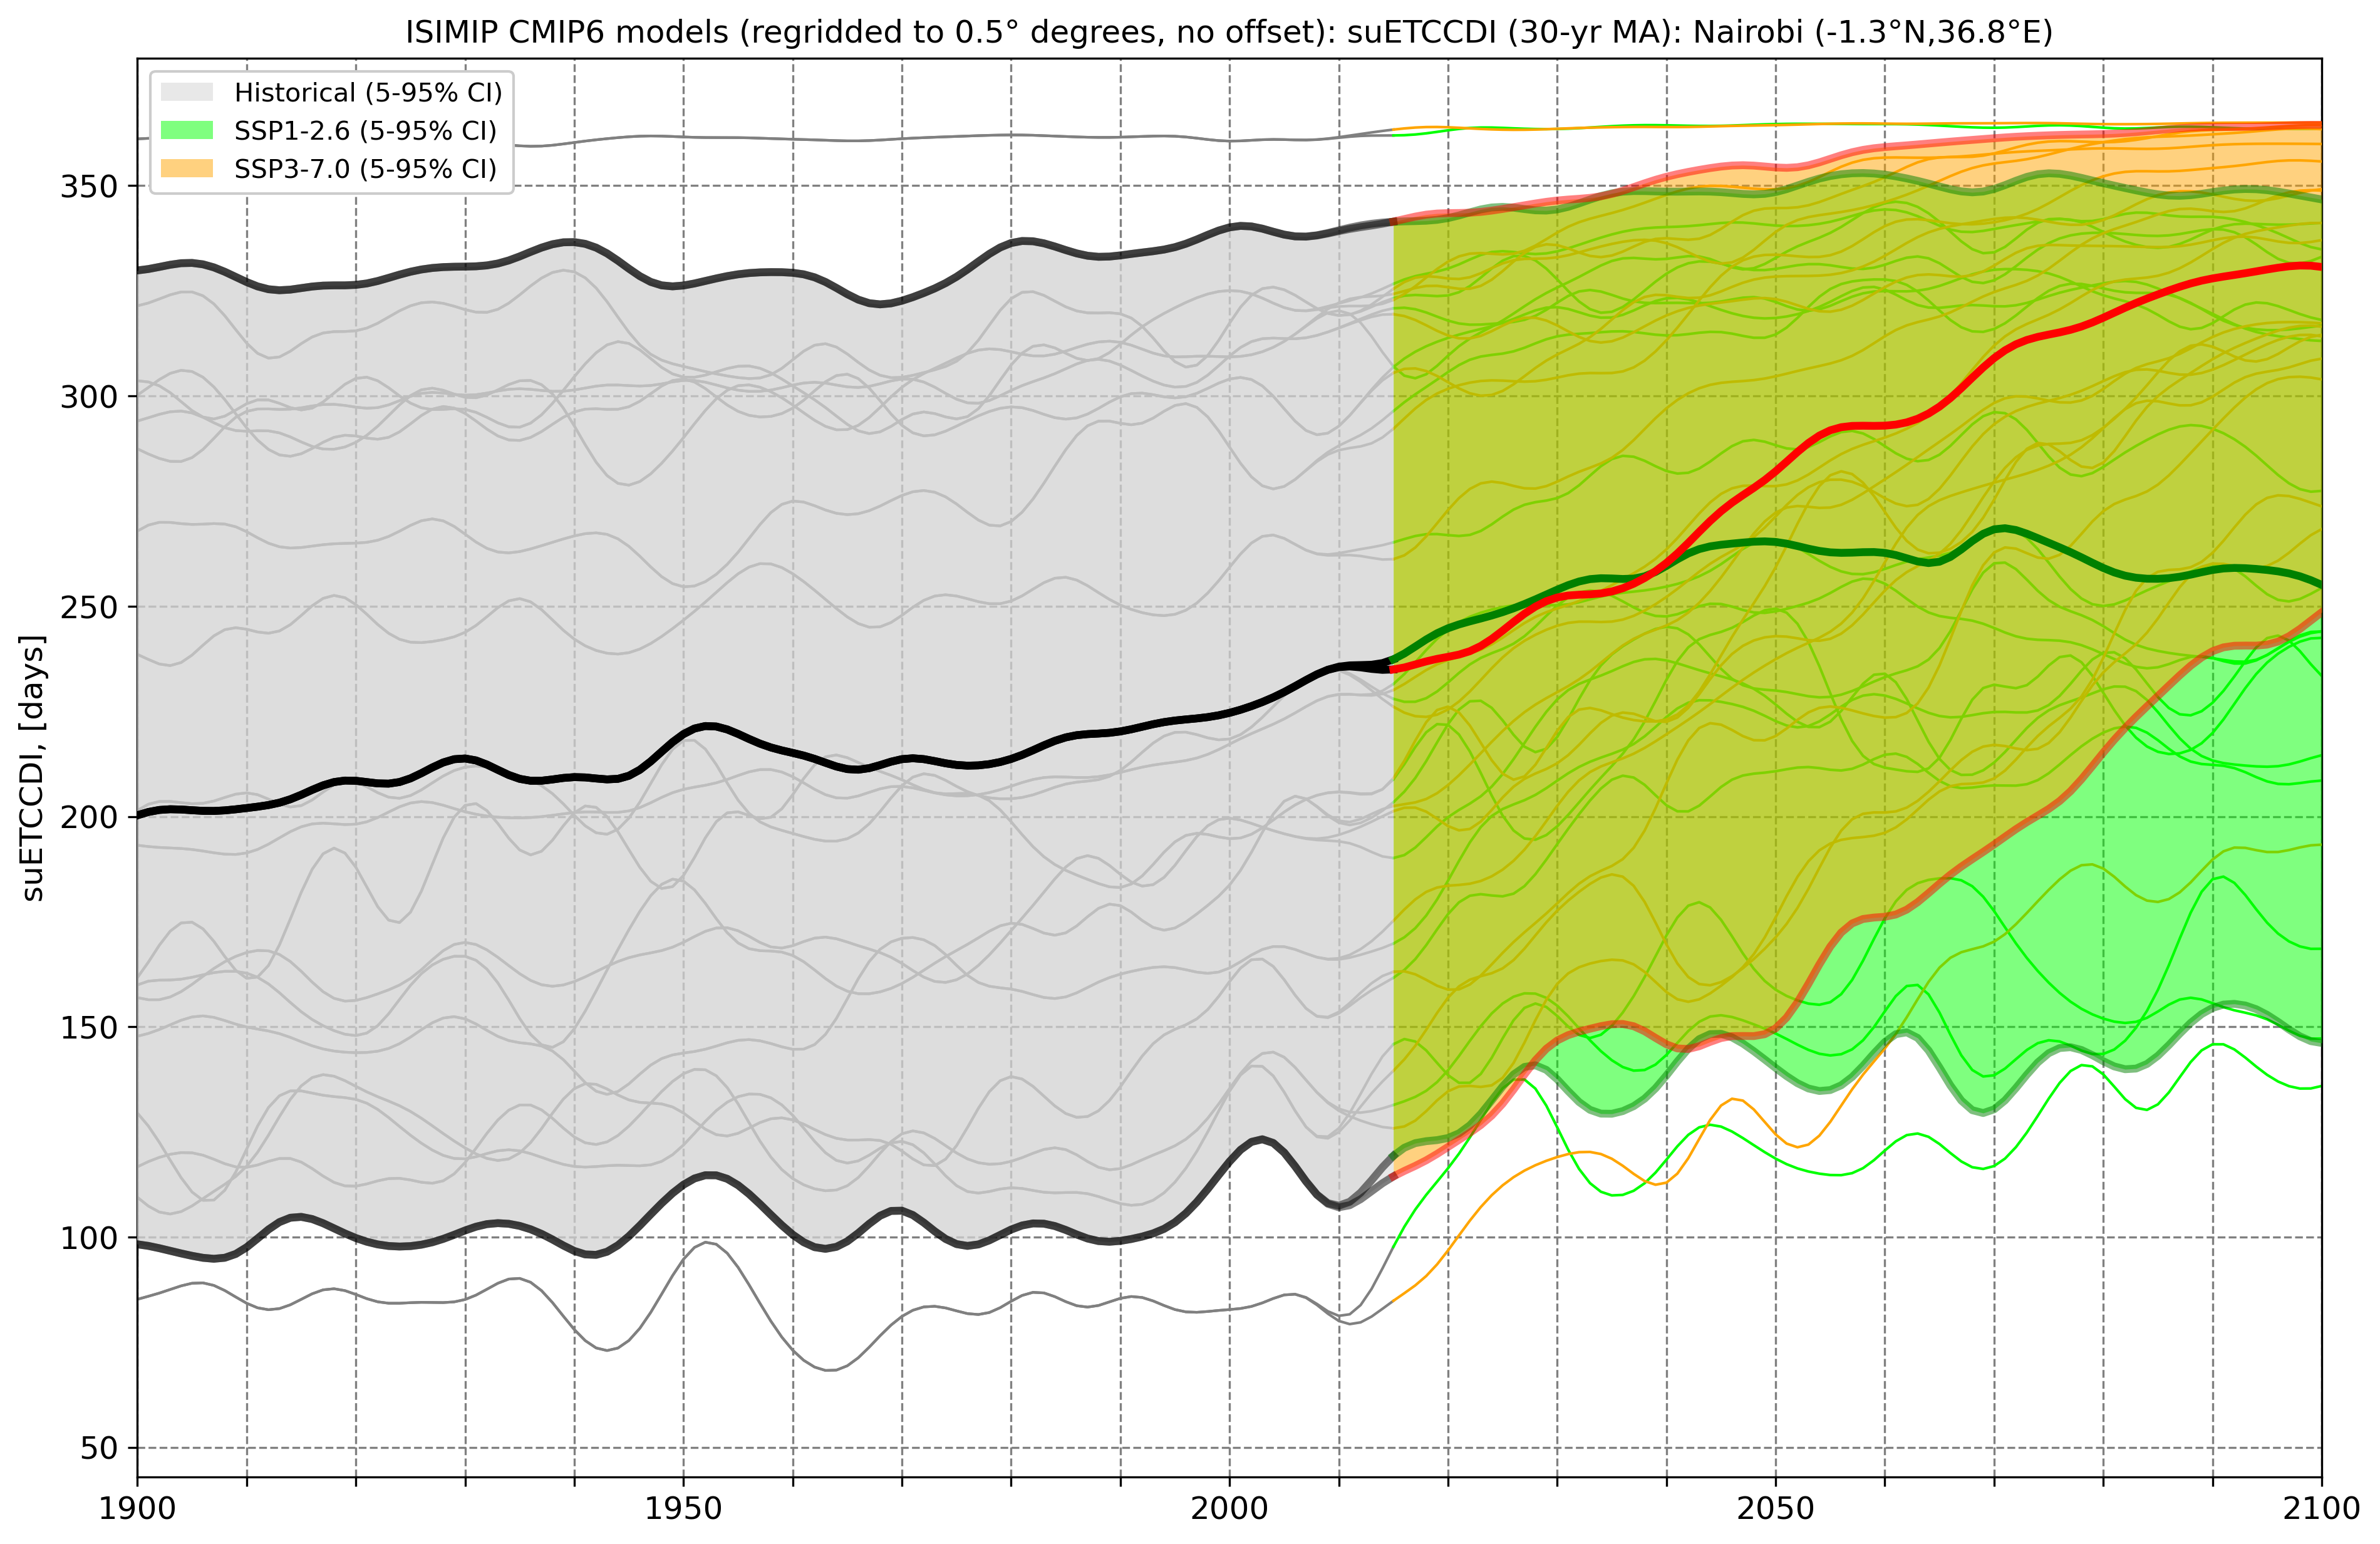 ISIMIP CMIP6 models (regridded to 0.5° degrees, no offset): suETCCDI (30-yr MA): Nairobi (-1.3°N,36.8°E)
Historical (5-95% CI)
SSP1-2.6 (5-95% CI)
SSP3-7.0 (5-95% CI)
suETCCDI, [days]
350
300
250
200
150
100
50
1900
1950
2000
2050
2100